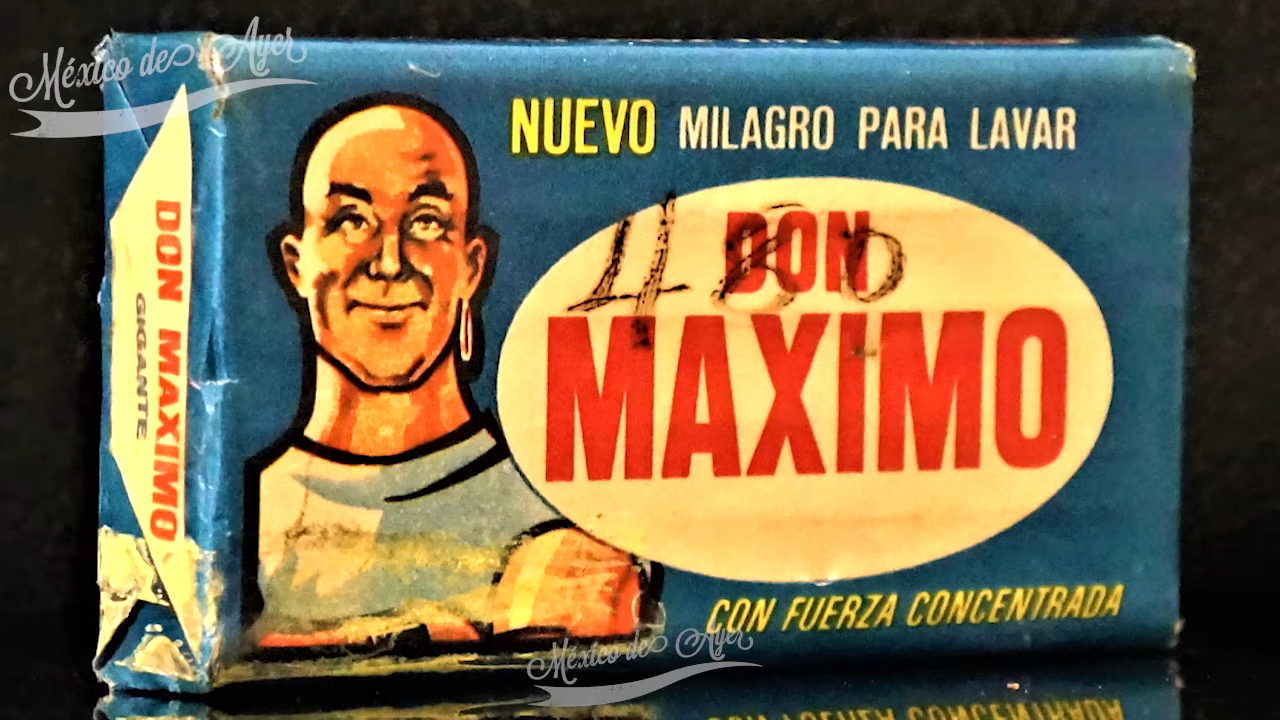 México de Ayer
NUEVO MILAGRO PARA LAVAR
DON
MAXIMO
CON FUERZA CONCENTRADA
DON MAXIMO
GIGANTE
México de Ayer